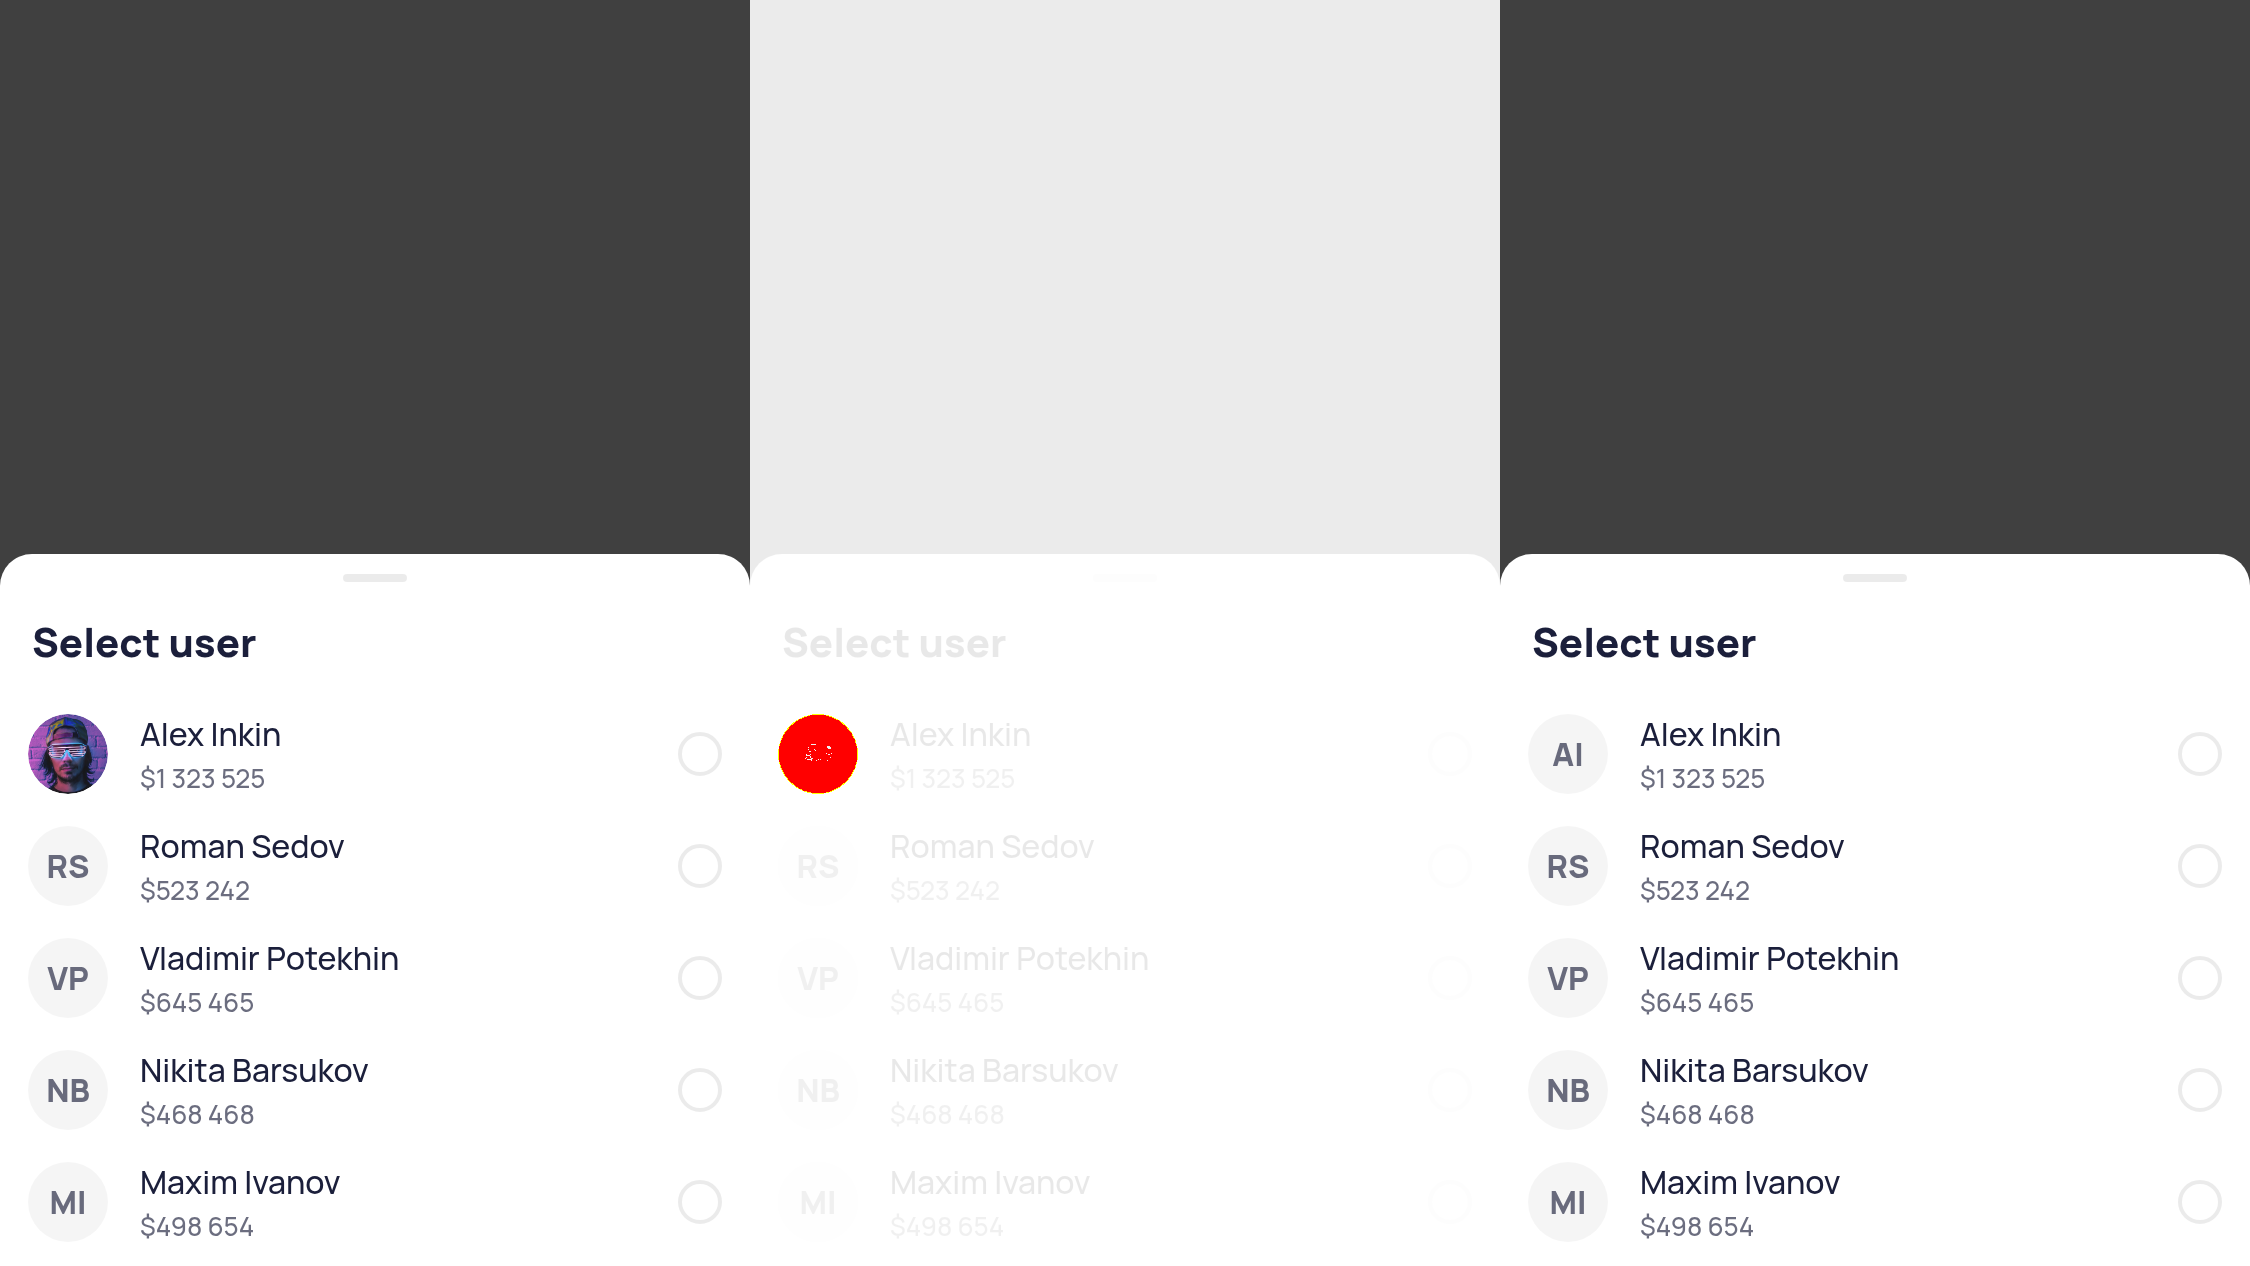 Select user
Alex Inkin
$1 323 525
RS
Roman Sedov
$523 242
VP
Vladimir Potekhin
$645 465
NB
Nikita Barsukov
$468 468
MI
Maxim Ivanov
$498 654
Select user
Alex Inkin
$1 323 525
RS
Roman Sedov
$523 242
VP
Vladimir Potekhin
$645 465
NB
Nikita Barsukov
$468 468
MI
Maxim Ivanov
$498 654
Select user
AI
Alex Inkin
$1 323 525
RS
Roman Sedov
$523 242
VP
Vladimir Potekhin
$645 465
NB
Nikita Barsukov
$468 468
MI
Maxim Ivanov
$498 654